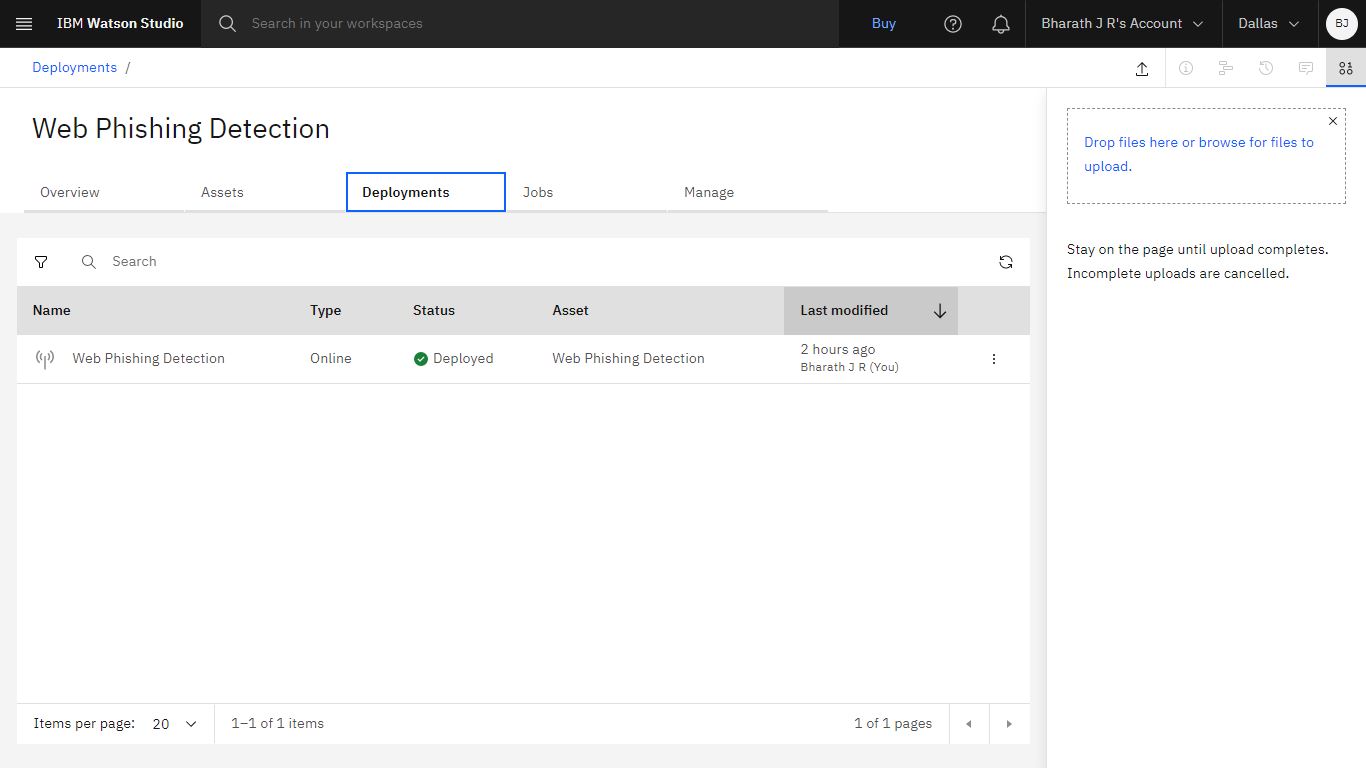 IBM Watson Studio
Search in your workspaces
Buy
Bharath J R's Account
Dallas
BJ
Deployments /
Web Phishing Detection
Overview
Assets
Deployments
Jobs
Manage
Search
Name Type Status Asset Last modified
Web Phishing Detection Online Deployed Web Phishing Detection 2 hours ago
Bharath J R (You)
Items per page: 20 1–1 of 1 items 1 of 1 pages
Drop files here or browse for files to
upload.
Stay on the page until upload completes.
Incomplete uploads are cancelled.